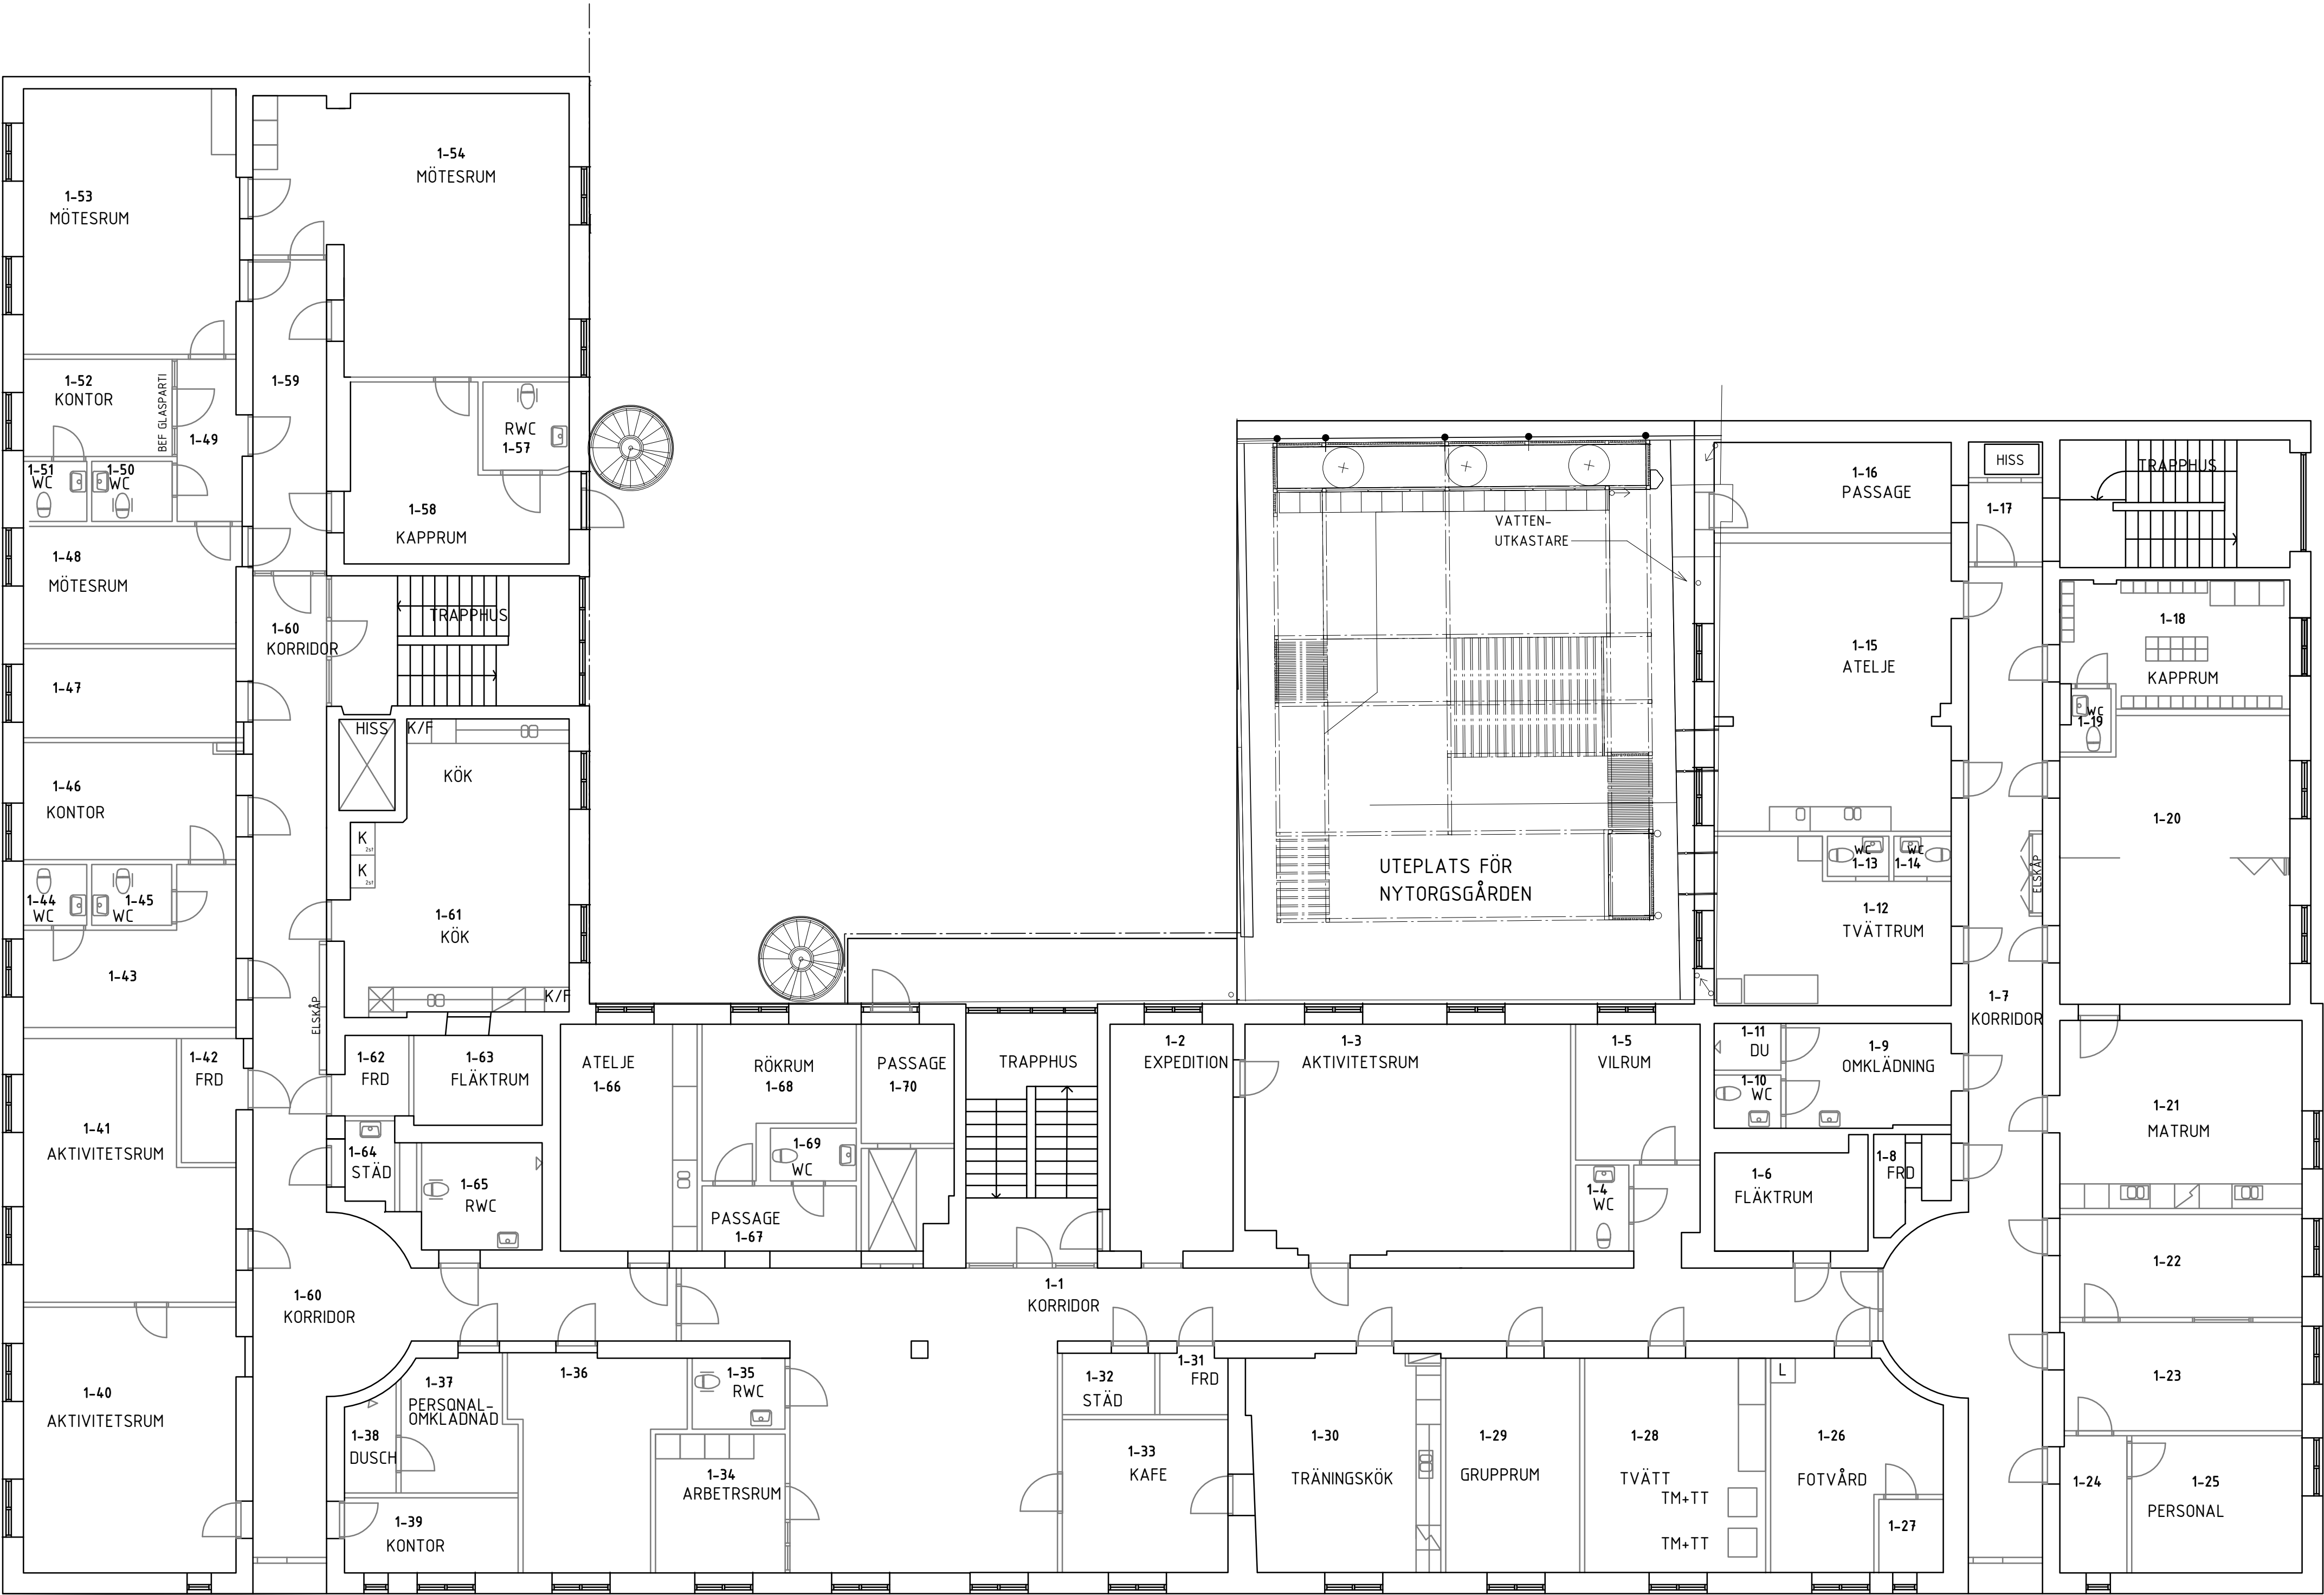 1-53
MÖTESRUM
1-54
MÖTESRUM
1-52
KONTOR
BEF GLASPARTI
1-49
1-59
RWC
1-57
1-51
WC
1-50
WC
1-58
KAPPRUM
1-48
MÖTESRUM
1-60
KORRIDOR
TRAPPHUS
1-47
HISS
K/F
KÖK
1-46
KONTOR
K
2st
K
2st
1-61
KÖK
1-44
WC
1-45
WC
1-43
K/F
ELSKÅP
1-42
FRD
1-62
FRD
1-63
FLÄKTRUM
1-41
AKTIVITETSRUM
1-64
STÄD
1-65
RWC
1-60
KORRIDOR
1-40
AKTIVITETSRUM
ATELJE
1-66
RÖKRUM
1-68
PASSAGE
1-70
1-69
WC
PASSAGE
1-67
TRAPPHUS
1-2
EXPEDITION
1-3
AKTIVITETSRUM
1-5
VILRUM
1-4
WC
1-1
KORRIDOR
1-37
PERSONAL-
OMKLÄDNAD
1-38
DUSCH
1-39
KONTOR
1-36
1-35
RWC
1-34
ARBETRSRUM
1-32
STÄD
1-31
FRD
1-33
KAFE
1-30
TRÄNINGSKÖK
1-29
GRUPPRUM
1-28
TVÄTT
TM+TT
TM+TT
L
1-26
FOTVÅRD
1-27
VATTEN-
UTKASTARE
UTEPLATS FÖR
NYTORGSGÅRDEN
1-16
PASSAGE
HISS
1-17
TRAPPHUS
1-15
ATELJE
1-18
KAPPRUM
WC
1-19
1-20
WC
1-13
WC
1-14
ELSKÅP
1-12
TVÄTTRUM
1-7
KORRIDOR
1-11
DU
1-10
WC
1-9
OMKLÄDNING
1-8
FRD
1-6
FLÄKTRUM
1-21
MATRUM
1-22
1-23
1-24
1-25
PERSONAL